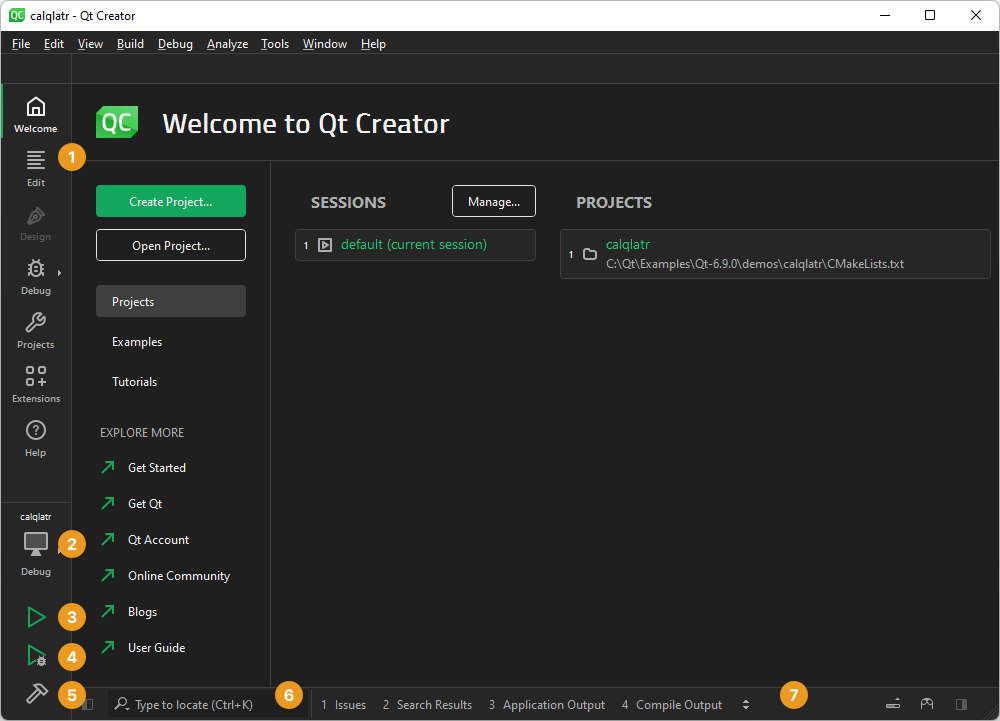 QC calqlatr - Qt Creator
File Edit View Build Debug Analyze Tools Window Help
Welcome
1
Edit
Design
Debug
Projects
Extensions
Help
calqlatr
2
Debug
3
4
5
QC Welcome to Qt Creator
Create Project...
Open Project...
Projects
Examples
Tutorials
EXPLORE MORE
Get Started
Get Qt
Qt Account
Online Community
Blogs
User Guide
SESSIONS Manage...
1 default (current session)
PROJECTS
1 calqlatr
C:\Qt\Examples\Qt-6.9.0\demos\calqlatr\CMakeLists.txt
Type to locate (Ctrl+K) 6 1 Issues 2 Search Results 3 Application Output 4 Compile Output 7